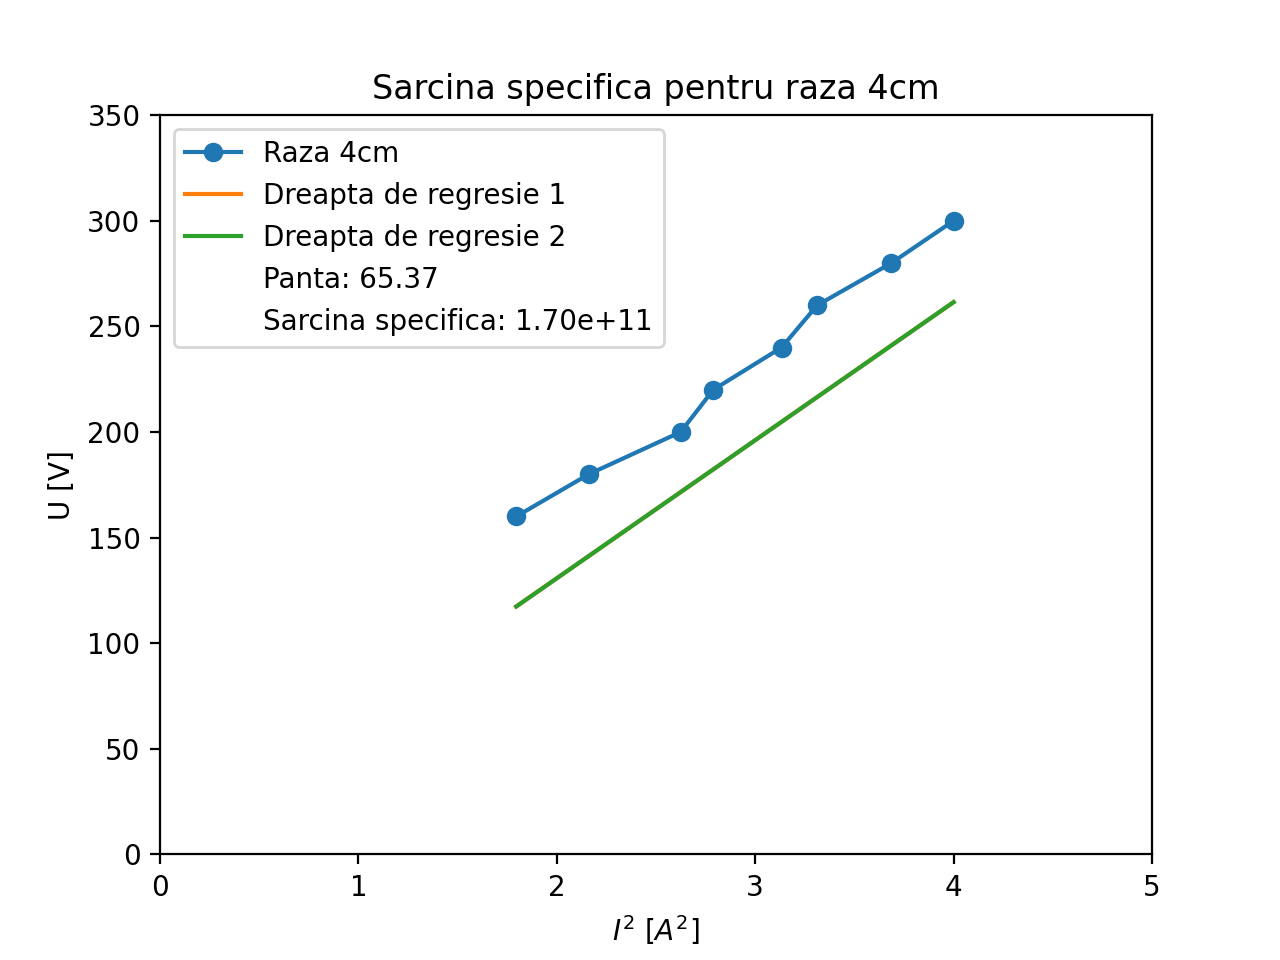 Sarcina specifica pentru raza 4cm
350
300
250
200
150
100
50
0
U [V]
Raza 4cm
Dreapta de regresie 1
Dreapta de regresie 2
Panta: 65.37
Sarcina specifica: 1.70e+11
0 1 2 3 4 5
I² [A²]